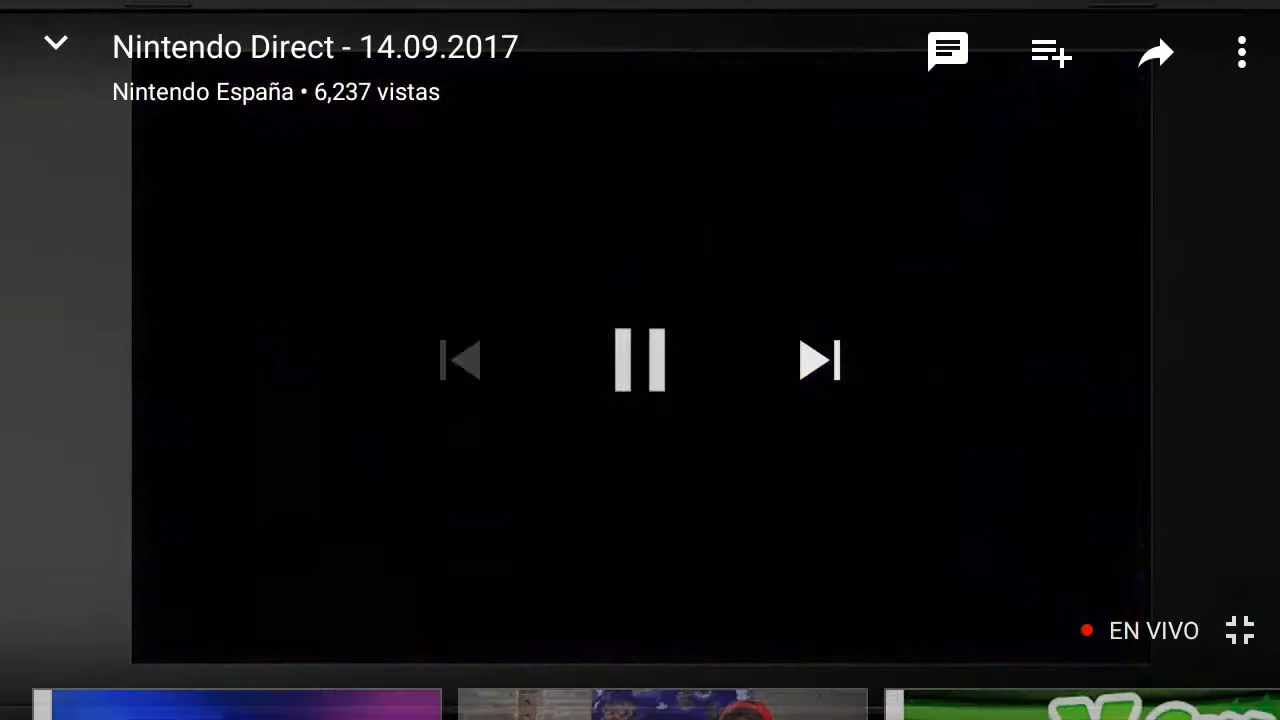 Nintendo Direct - 14.09.2017
Nintendo España • 6,237 vistas
EN VIVO